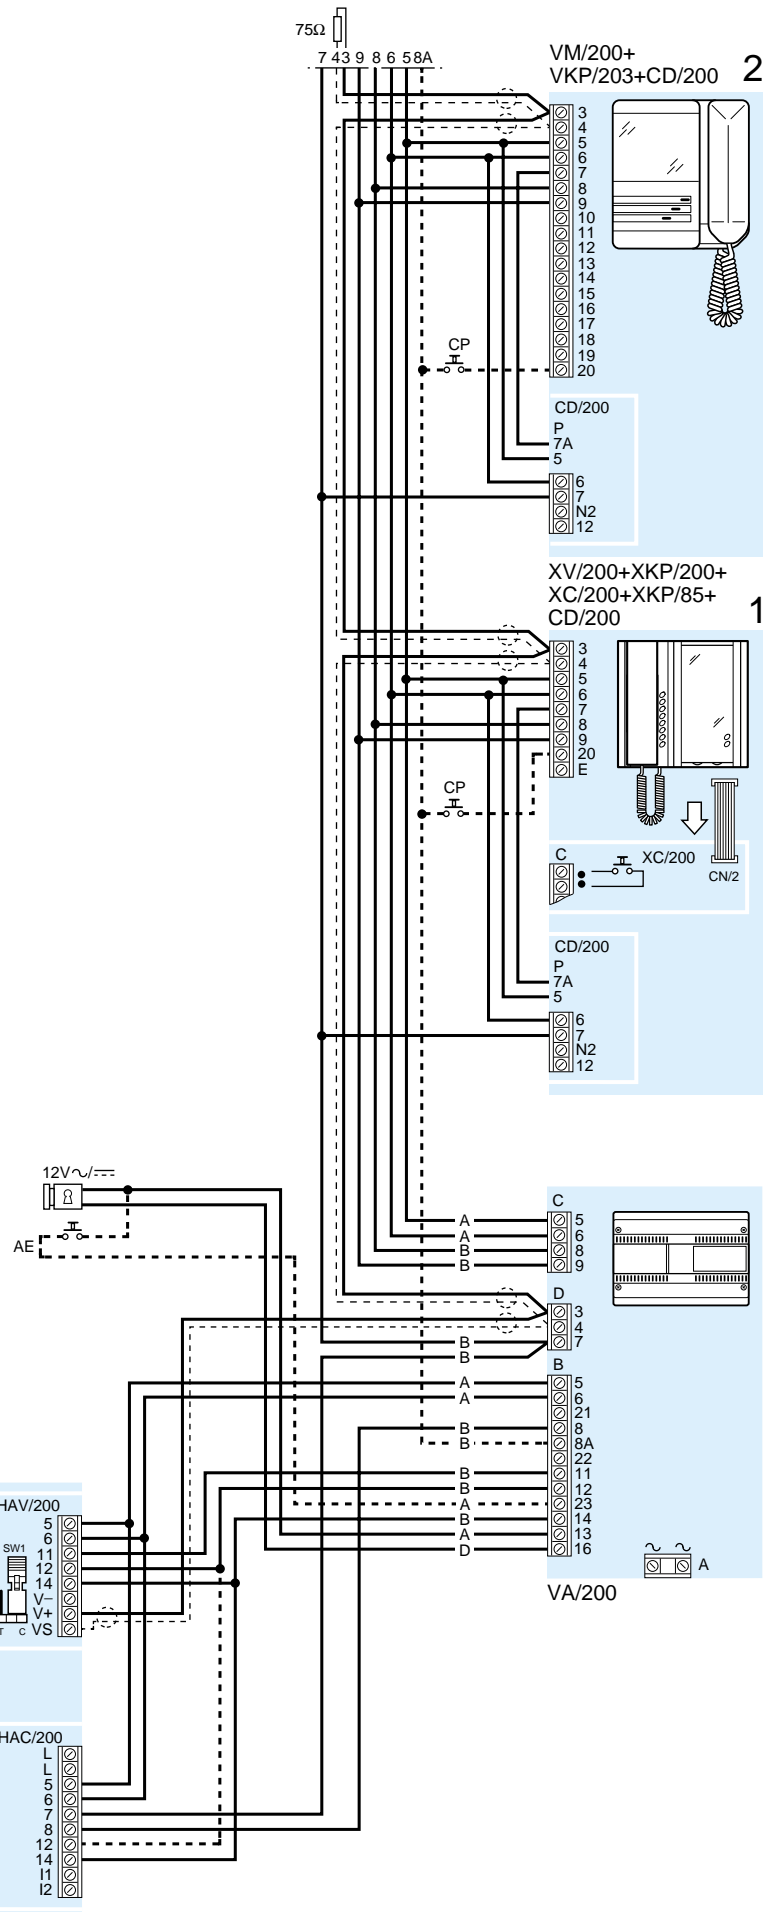 75Ω
7 4 3 9 8 6 5 8A
VM/200+
VKP/203+CD/200
2
3
4
5
6
7
8
9
10
11
12
13
14
15
16
17
18
19
20
CP
CD/200
P
7A
5
6
7
N2
12
XV/200+XKP/200+
XC/200+XKP/85+
CD/200
1
3
4
5
6
7
8
9
20
E
CP
C
XC/200
CN/2
CD/200
P
7A
5
6
7
N2
12
12V
AE
C
A 5
A 6
B 8
B 9
D
3
4
B 7
B
B
A 5
A 6
21
B 8
B 8A
22
B 11
B 12
A 23
B 14
A 13
D 16
A
VA/200
HAV/200
5
6
SW1
11
12
14
V–
V+
T C VS
HAC/200
L
L
5
6
7
8
12
14
I1
I2